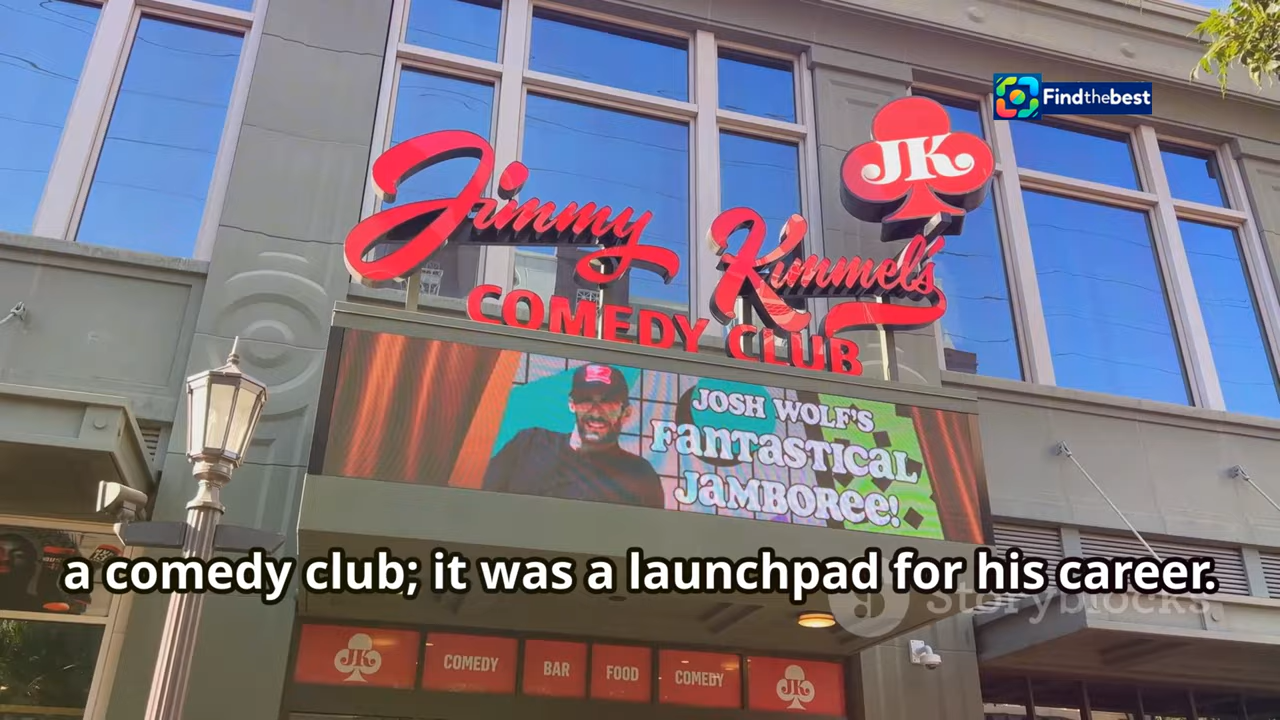 Findthebest
JK
Jimmy Kimmel's
COMEDY CLUB
JOSH WOLF'S
FANTASTICAL
JAMBOREE!
a comedy club; it was a launchpad for his career.
Storyblocks
JK
COMEDY
BAR
FOOD
COMEDY
JK